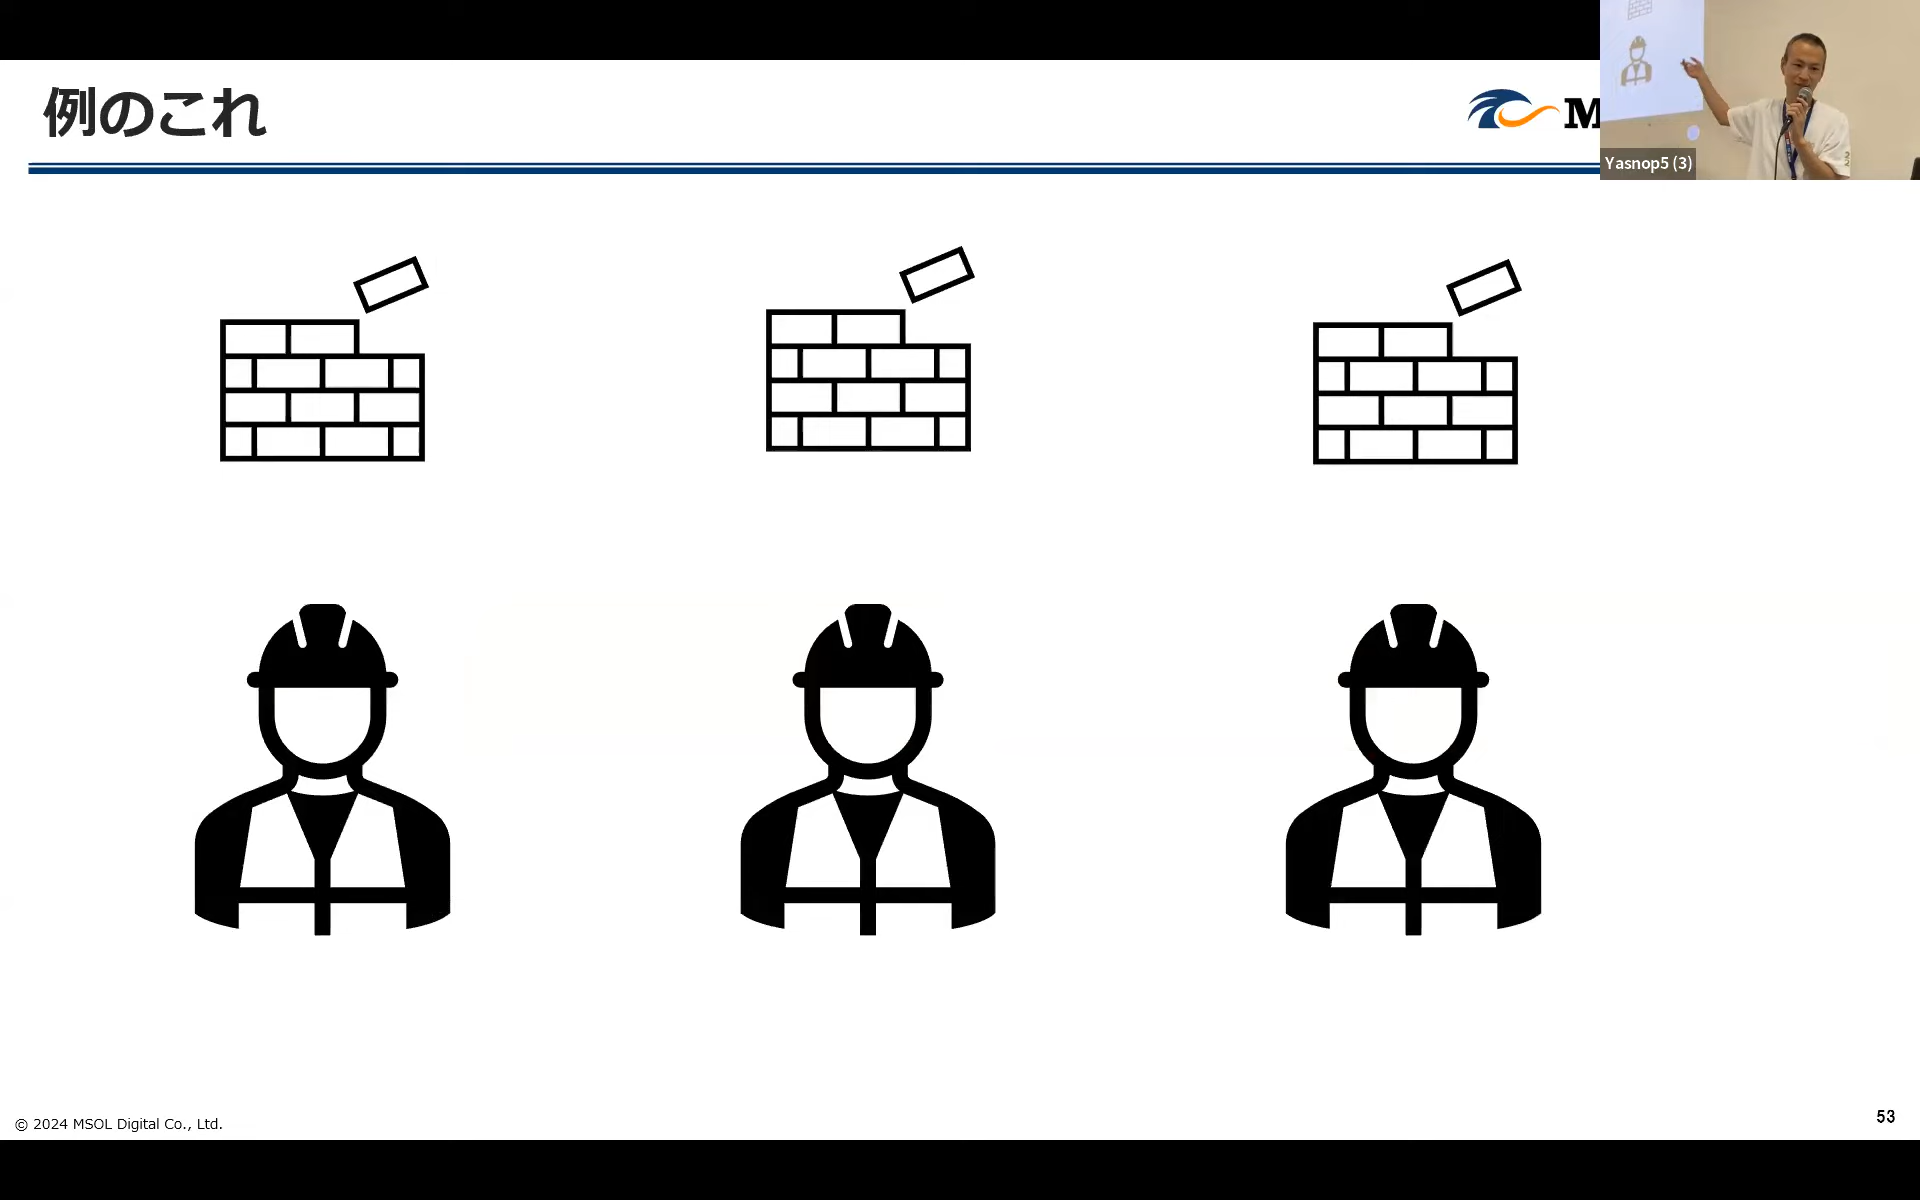 例のこれ
M
Yasnop5 (3)
© 2024 MSOL Digital Co., Ltd.
53